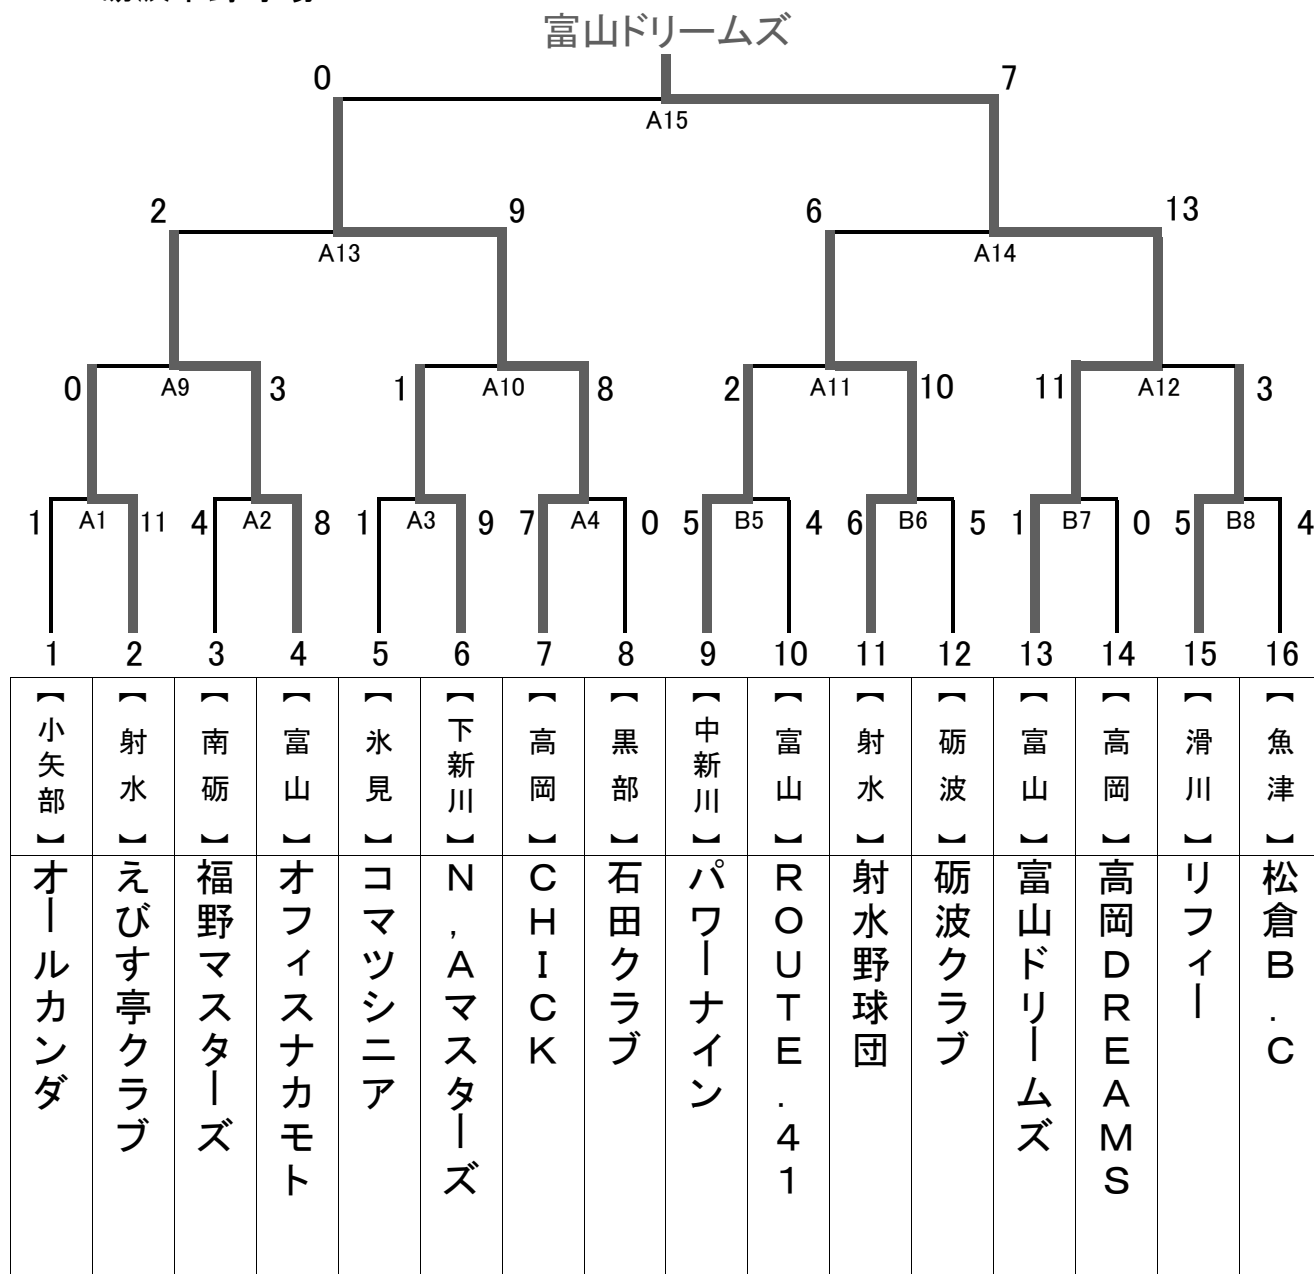 富山ドリームズ
0 7
A15
2 9 6 13
A13 A14
0 A9 3 1 A10 8 2 A11 10 11 A12 3
1 A1 11 4 A2 8 1 A3 9 7 A4 0 5 B5 4 6 B6 5 1 B7 0 5 B8 4
1 2 3 4 5 6 7 8 9 10 11 12 13 14 15 16
【小矢部】 【射水】 【南砺】 【富山】 【氷見】 【下新川】 【高岡】 【黒部】 【中新川】 【富山】 【射水】 【砺波】 【富山】 【高岡】 【滑川】 【魚津】
オールカンダ
えびす亭クラブ
福野マスターズ
オフィスナカモト
コマツシニア
N,Aマスターズ
CHICK
石田クラブ
パワーナイン
ROUTE.41
射水野球団
砺波クラブ
富山ドリームズ
高岡DREAMS
リフィー
松倉B.C